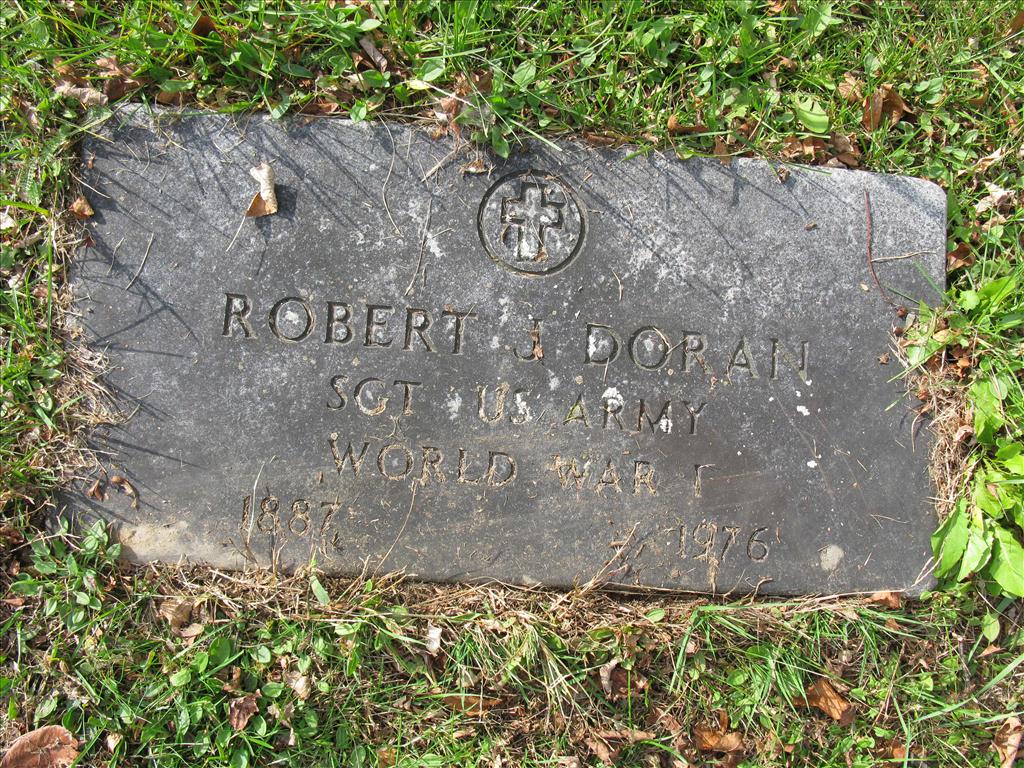 ROBERT J DORAN
SGT US ARMY
WORLD WAR I
1887 1976